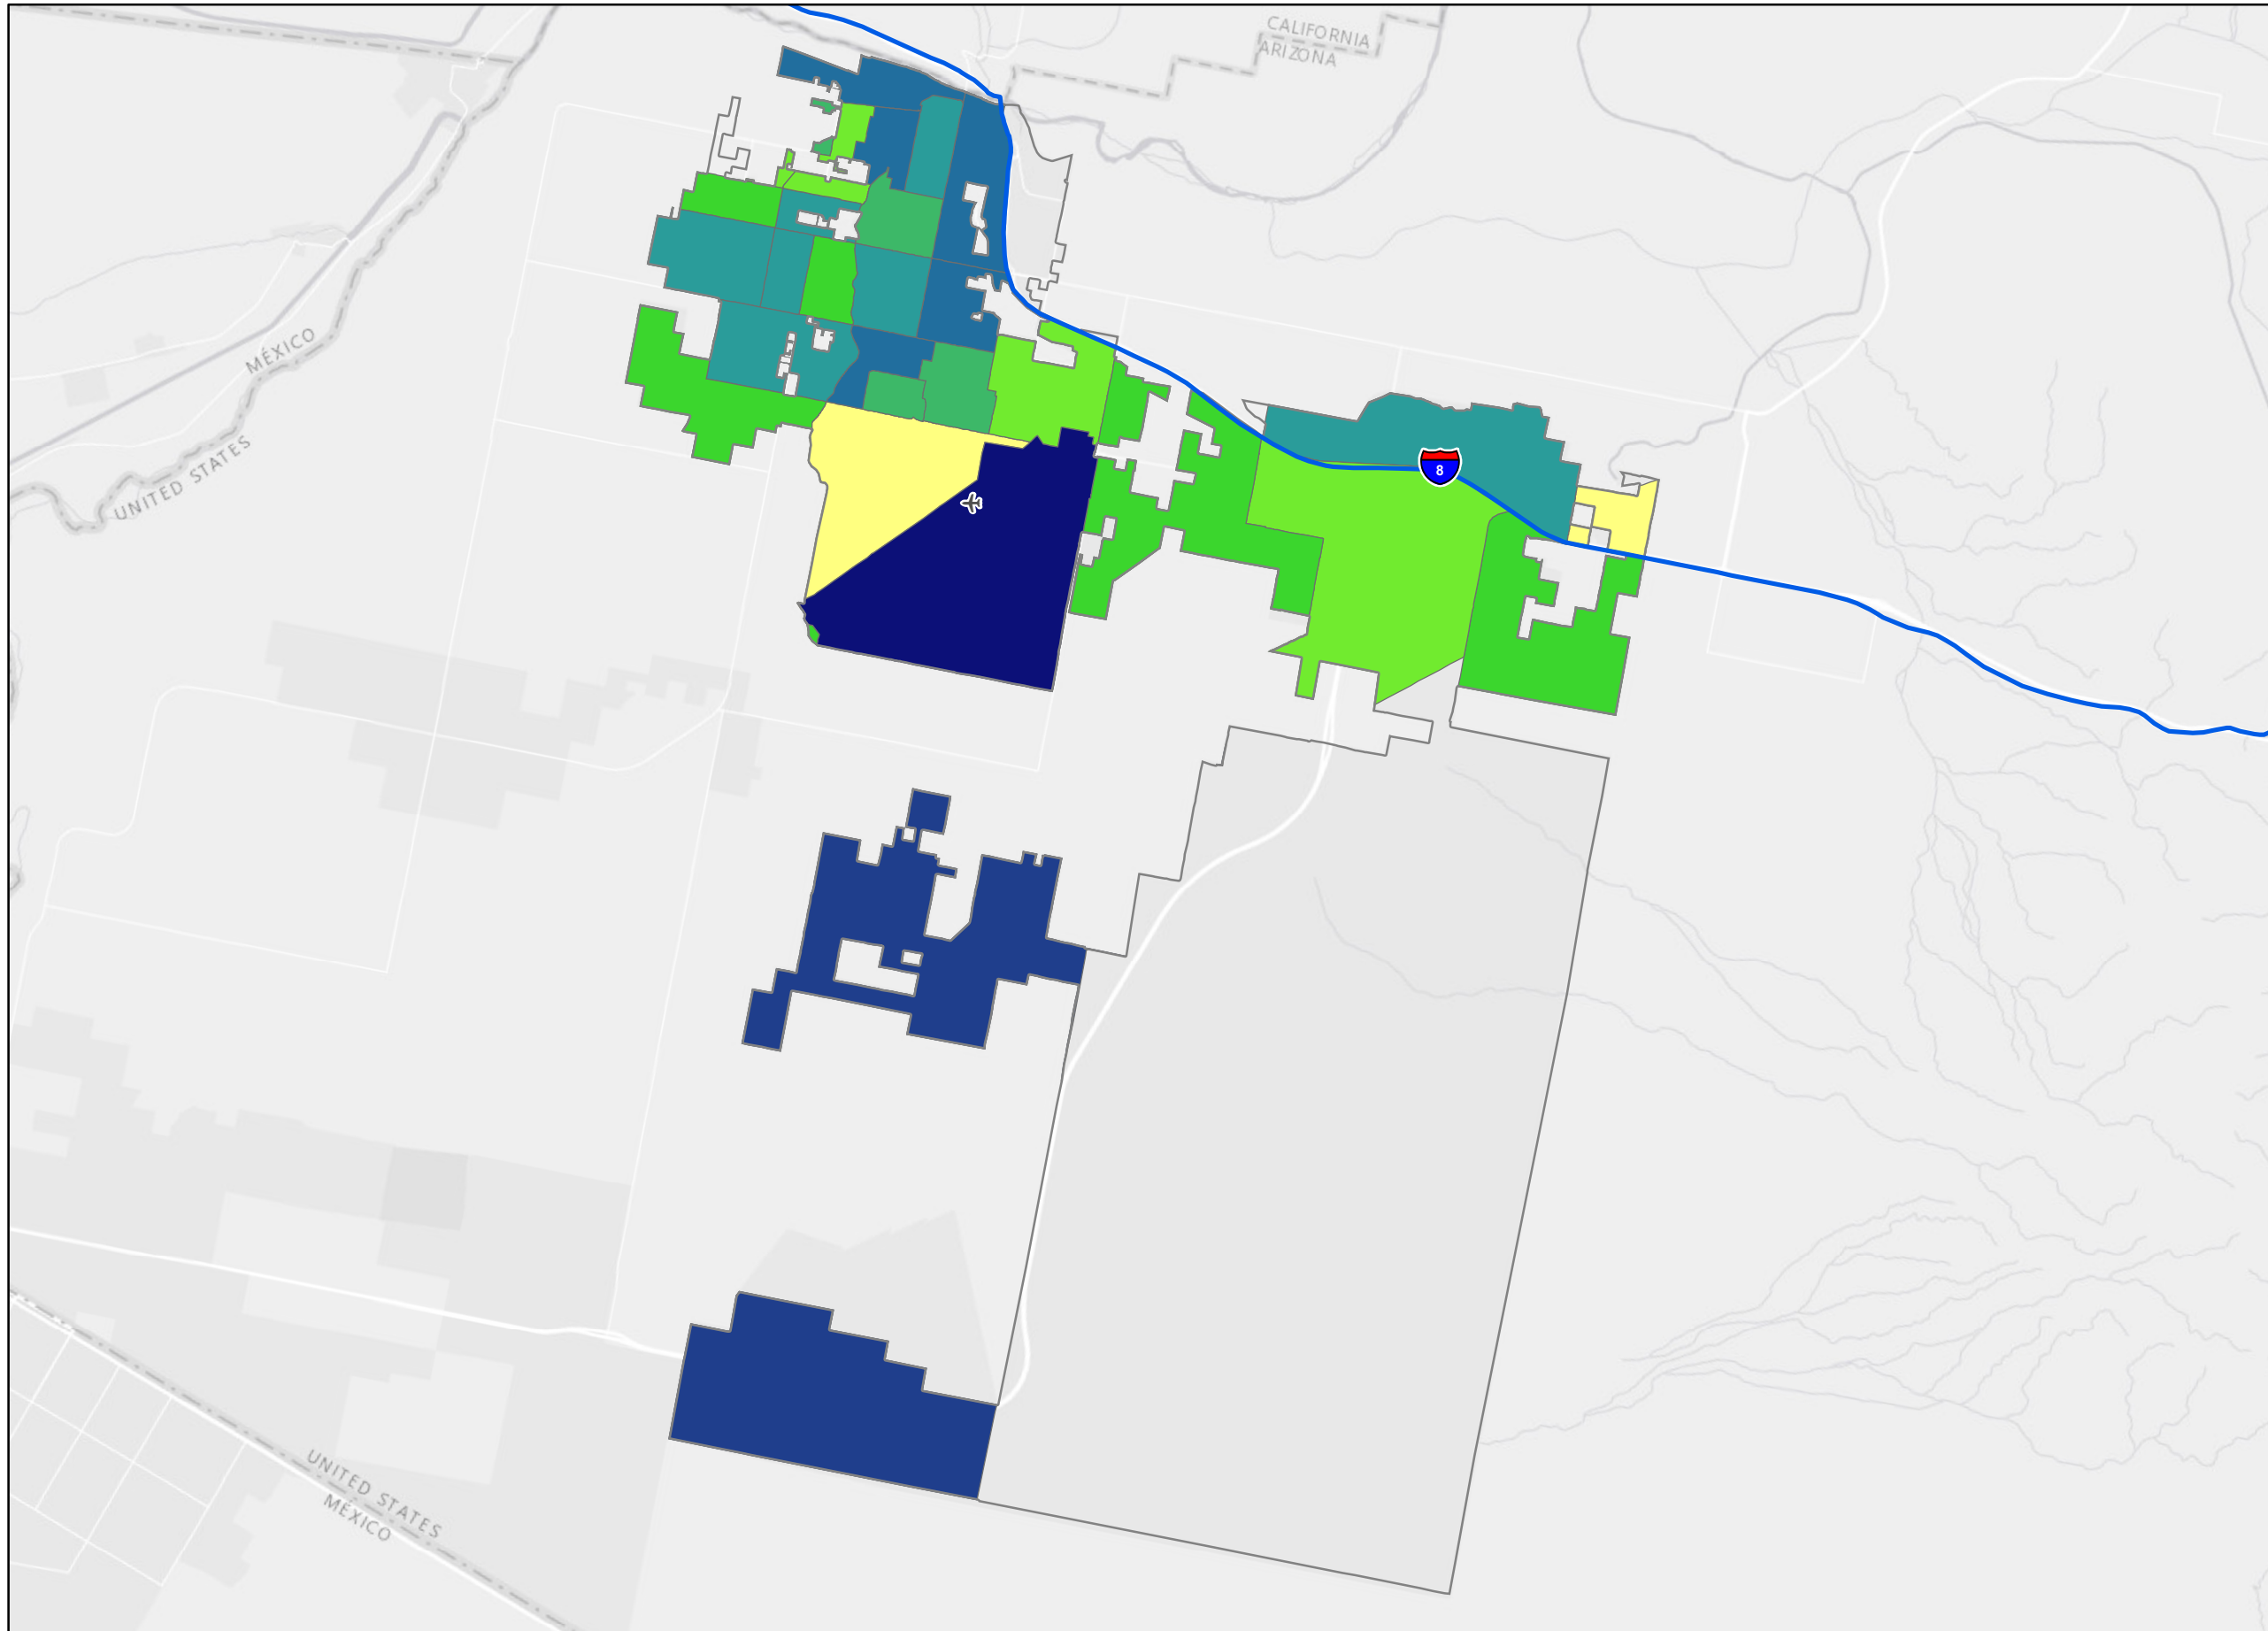 CALIFORNIA
ARIZONA
MÉXICO
UNITED STATES
8
UNITED STATES
MÉXICO